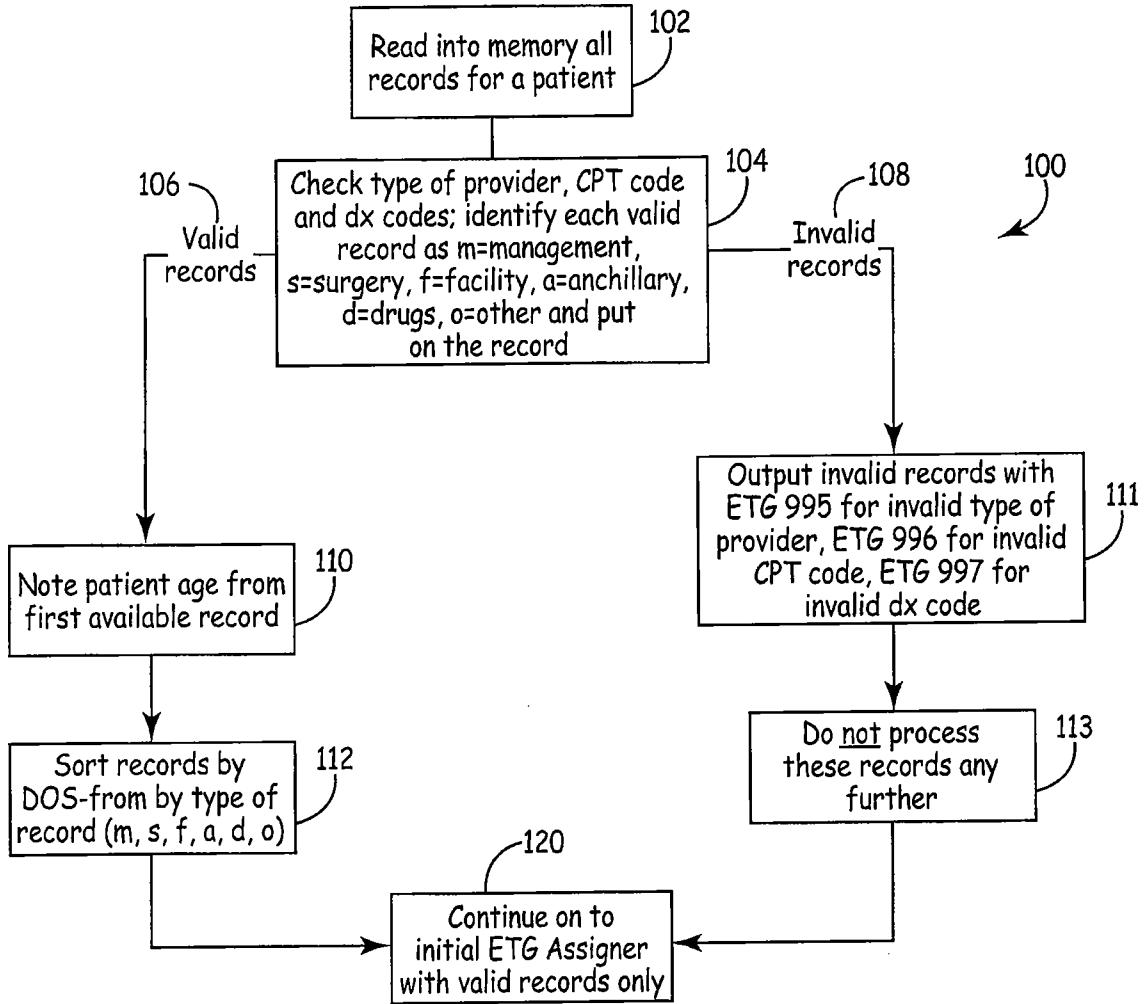 Read into memory all
records for a patient
102
Check type of provider, CPT code
and dx codes; identify each valid
record as m=management,
s=surgery, f=facility, a=anchillary,
d=drugs, o=other and put
on the record
104
106
Valid
records
108
Invalid
records
100
Note patient age from
first available record
110
Output invalid records with
ETG 995 for invalid type of
provider, ETG 996 for invalid
CPT code, ETG 997 for
invalid dx code
111
Sort records by
DOS-from by type of
record (m, s, f, a, d, o)
112
Do not process
these records any
further
113
120
Continue on to
initial ETG Assigner
with valid records only